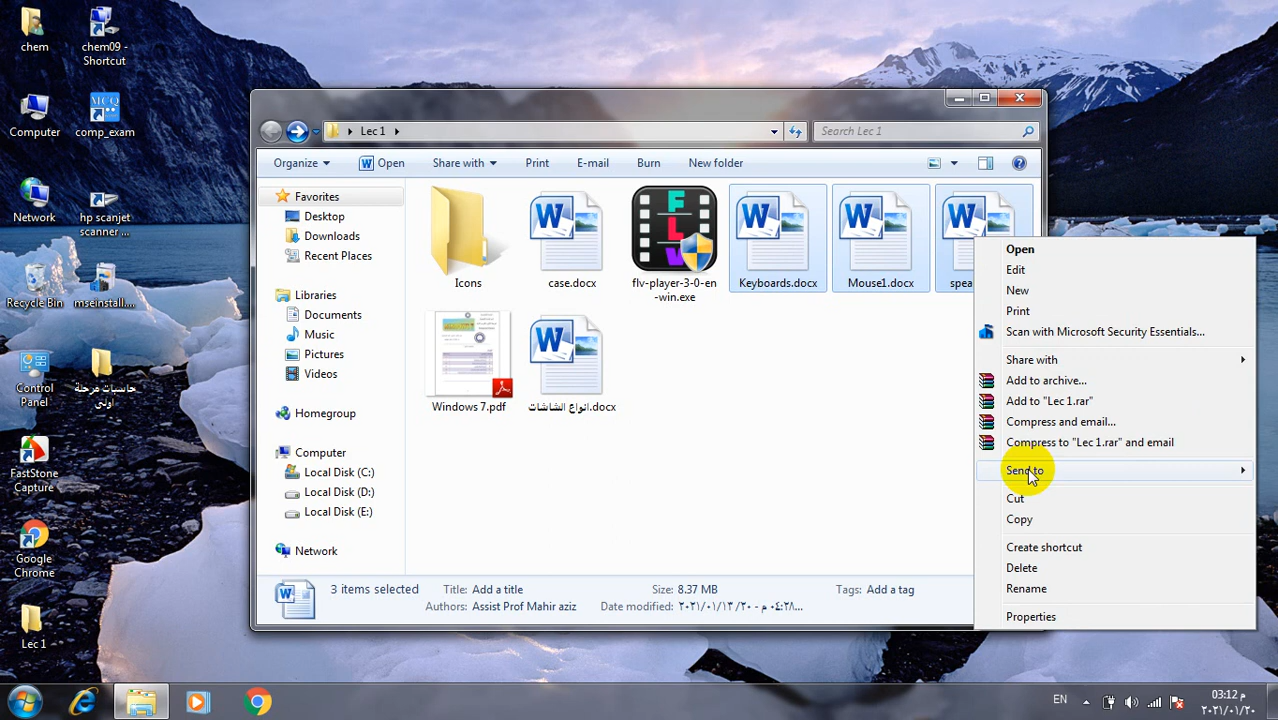 chem
chem09 -
Shortcut
Computer
MCQ
comp_exam
Network
hp scanjet
scanner ...
Recycle Bin
mseinstall....
Control
Panel
حاسبات مرحلة
اولى
FastStone
Capture
Google
Chrome
Lec 1
Lec 1
Search Lec 1
Organize
Open
Share with
Print
E-mail
Burn
New folder
Favorites
Desktop
Downloads
Recent Places
Libraries
Documents
Music
Pictures
Videos
Homegroup
Computer
Local Disk (C:)
Local Disk (D:)
Local Disk (E:)
Network
Icons
case.docx
FLV
flv-player-3-0-en
-win.exe
Keyboards.docx
Mouse1.docx
spea
Windows 7.pdf
انواع الشاشات.docx
Open
Edit
New
Print
Scan with Microsoft Security Essentials...
Share with
Add to archive...
Add to "Lec 1.rar"
Compress and email...
Compress to "Lec 1.rar" and email
Send to
Cut
Copy
Create shortcut
Delete
Rename
Properties
3 items selected
Title: Add a title
Size: 8.37 MB
Tags: Add a tag
Authors: Assist Prof Mahir aziz
Date modified:
EN
03:12 م
٢٠٢١/٠١/٢٠